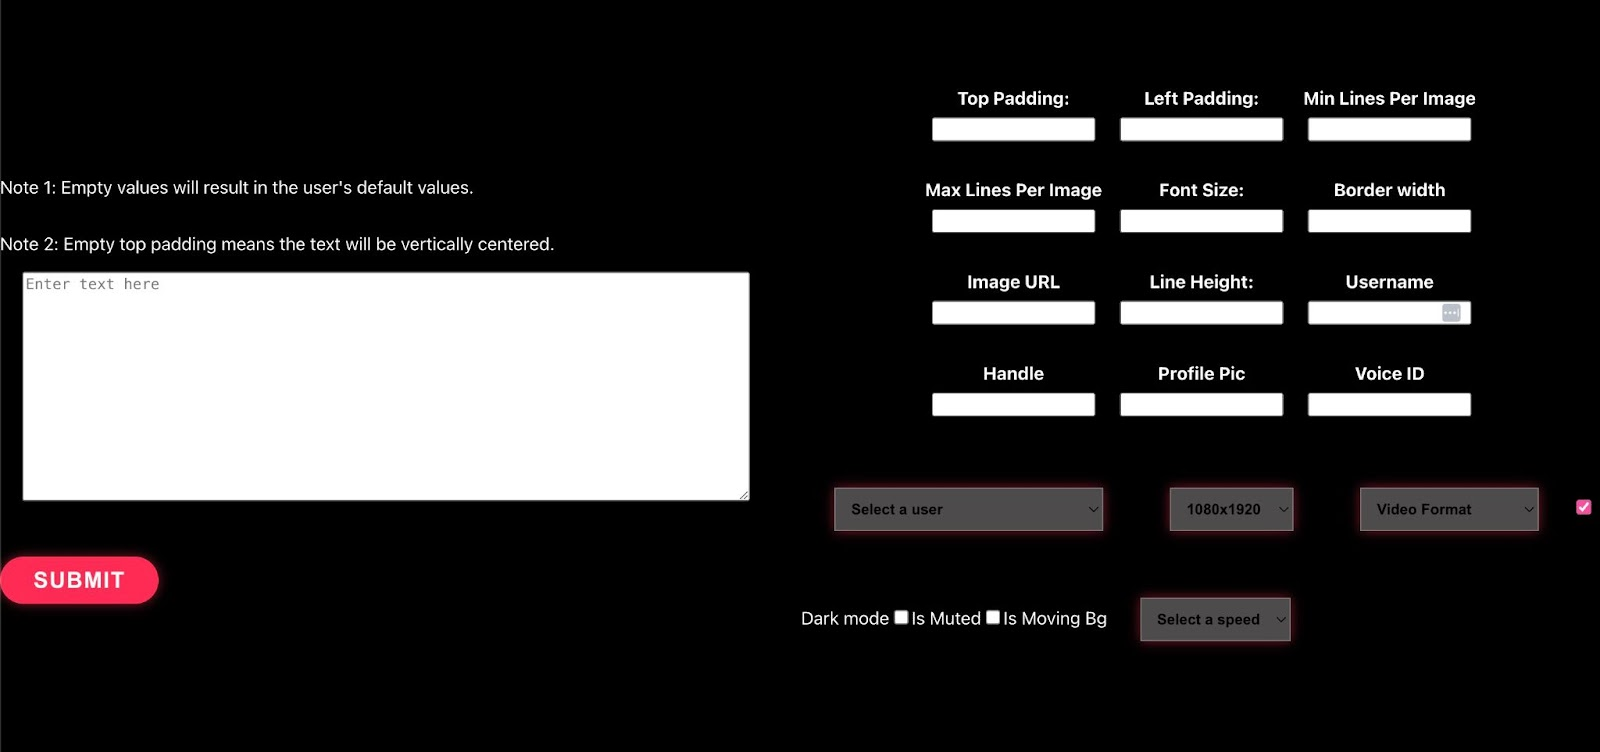 Note 1: Empty values will result in the user's default values.
Note 2: Empty top padding means the text will be vertically centered.
Enter text here
SUBMIT
Top Padding:
Left Padding:
Min Lines Per Image
Max Lines Per Image
Font Size:
Border width
Image URL
Line Height:
Username
Handle
Profile Pic
Voice ID
Select a user
1080x1920
Video Format
Dark mode
Is Muted
Is Moving Bg
Select a speed